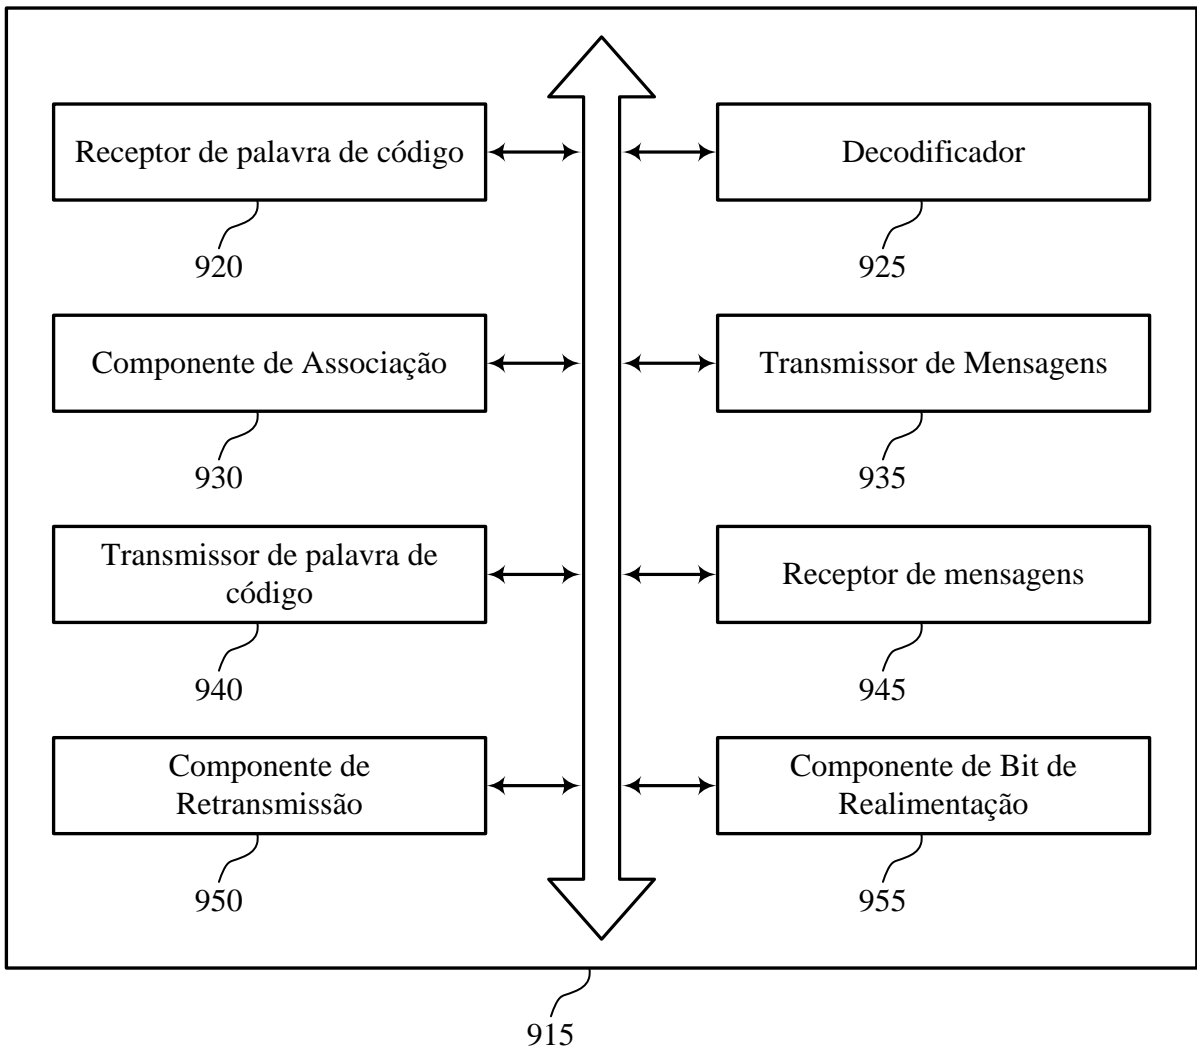 Receptor de palavra de código
920
Decodificador
925
Componente de Associação
930
Transmissor de Mensagens
935
Transmissor de palavra de
código
940
Receptor de mensagens
945
Componente de
Retransmissão
950
Componente de Bit de
Realimentação
955
915